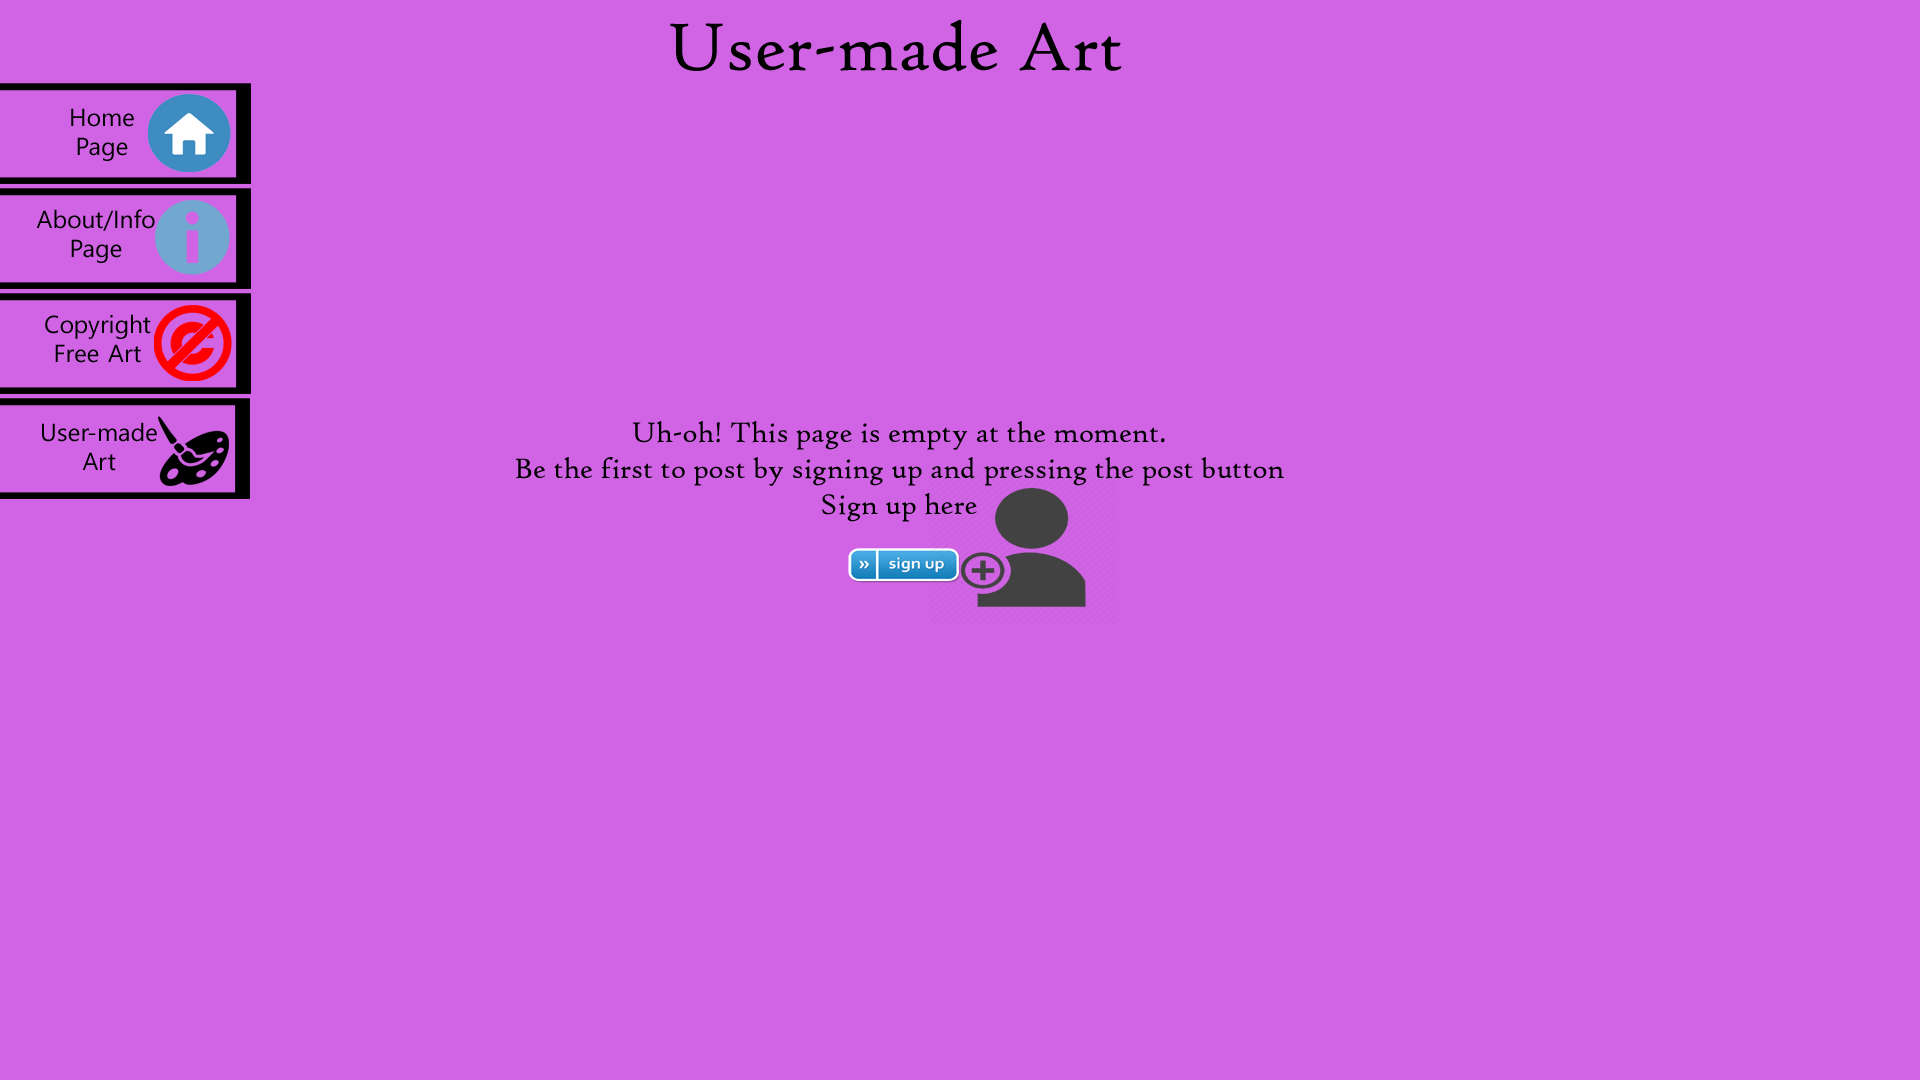 User-made Art
Home
Page
About/Info
Page
Copyright
Free Art
User-made
Art
Uh-oh! This page is empty at the moment.
Be the first to post by signing up and pressing the post button
Sign up here
» sign up